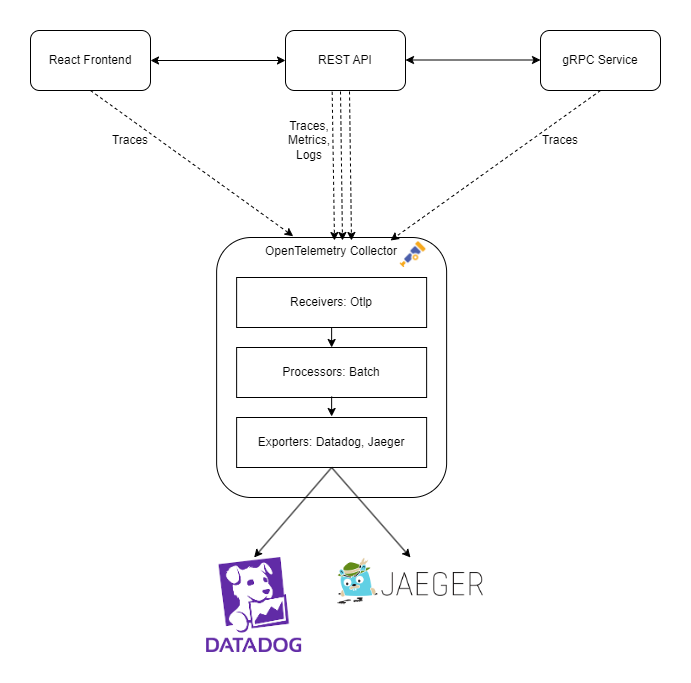 React Frontend
REST API
gRPC Service
Traces
Traces,
Metrics,
Logs
Traces
OpenTelemetry Collector
Receivers: Otlp
Processors: Batch
Exporters: Datadog, Jaeger
DATADOG
JAEGER